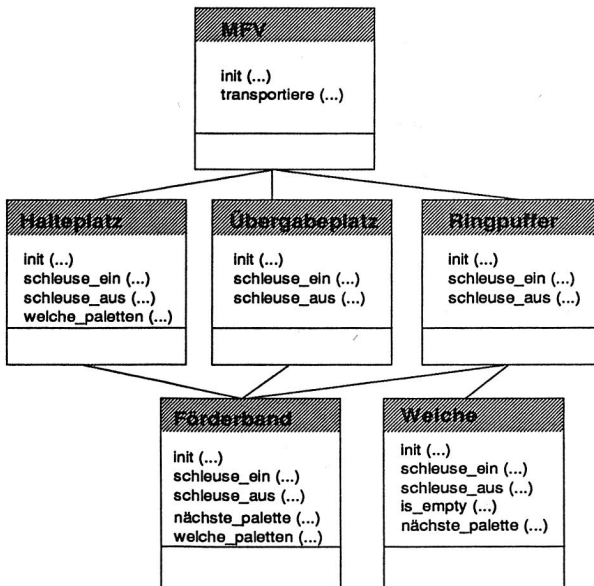 MFV
init (...)
transportiere (...)
Halteplatz
init (...)
schleuse_ein (...)
schleuse_aus (...)
welche_paletten (...)
Übergabeplatz
init (...)
schleuse_ein (...)
schleuse_aus (...)
Ringpuffer
init (...)
schleuse_ein (...)
schleuse_aus (...)
Förderband
init (...)
schleuse_ein (...)
schleuse_aus (...)
nächste_palette (...)
welche_paletten (...)
Weiche
init (...)
schleuse_ein (...)
schleuse_aus (...)
is_empty (...)
nächste_palette (...)